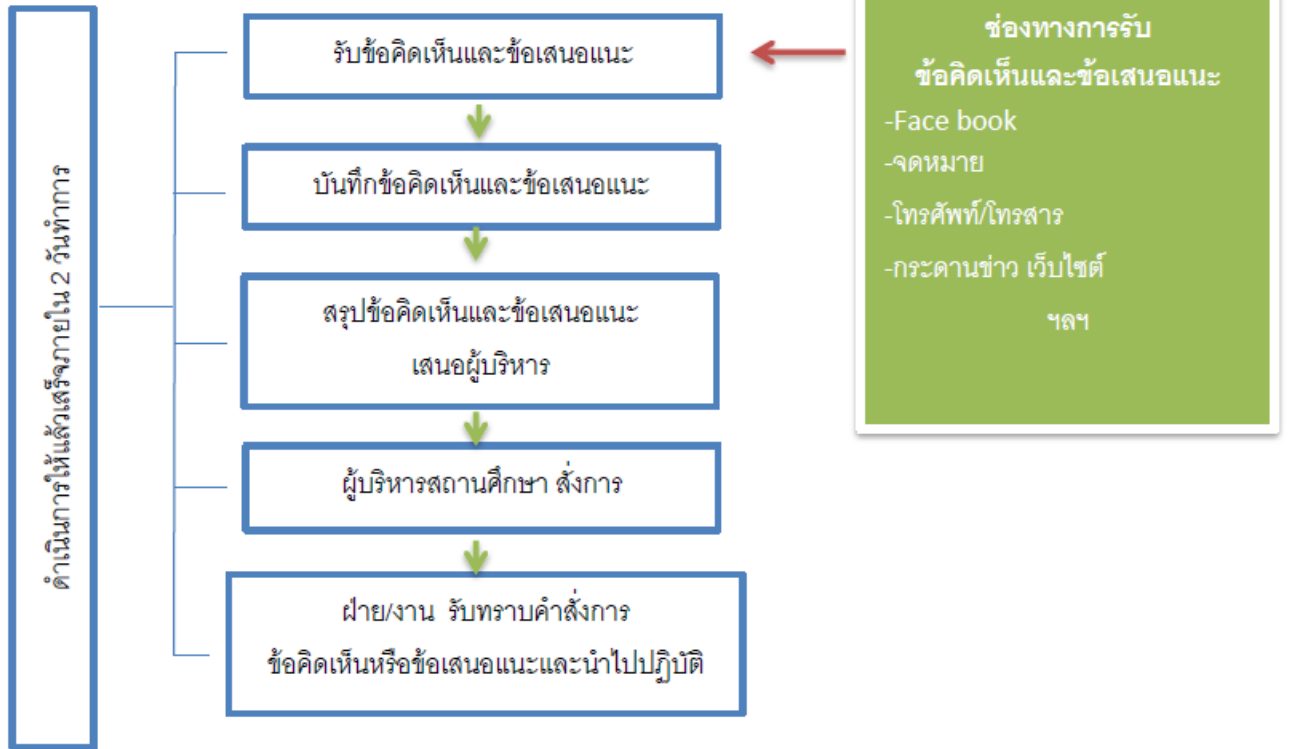 ดำเนินการให้แล้วเสร็จภายใน 2 วันทำการ
รับข้อคิดเห็นและข้อเสนอแนะ
บันทึกข้อคิดเห็นและข้อเสนอแนะ
สรุปข้อคิดเห็นและข้อเสนอแนะ
เสนอผู้บริหาร
ผู้บริหารสถานศึกษา สั่งการ
ฝ่าย/งาน รับทราบคำสั่งการ
ข้อคิดเห็นหรือข้อเสนอแนะและนำไปปฏิบัติ
ช่องทางการรับ
ข้อคิดเห็นและข้อเสนอแนะ
-Face book
-จดหมาย
-โทรศัพท์/โทรสาร
-กระดานข่าว เว็บไซต์
ฯลฯ